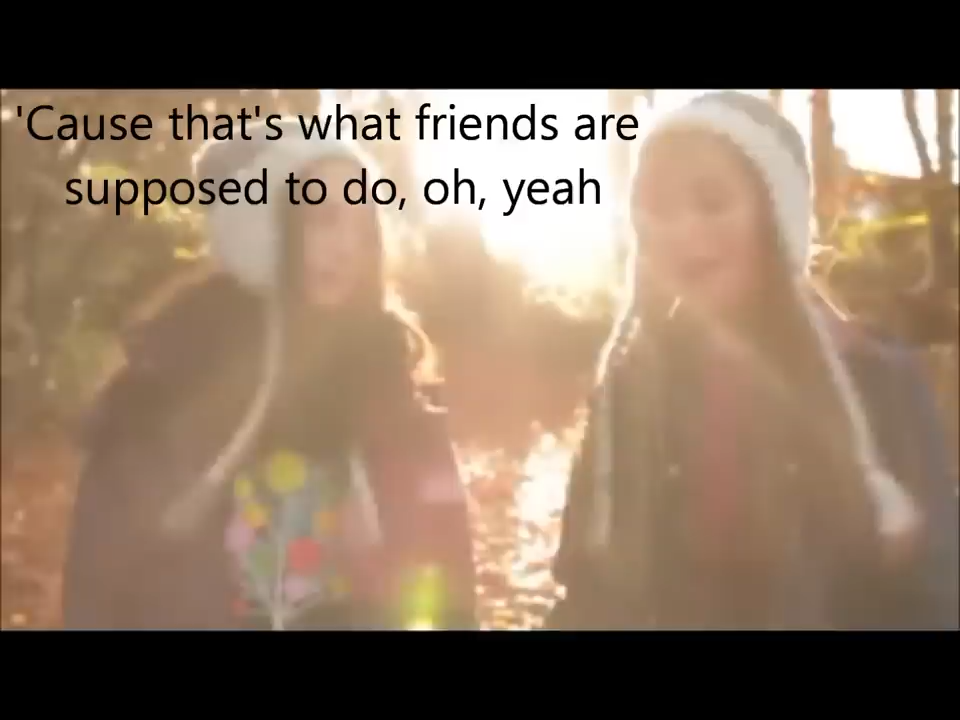 'Cause that's what friends are
supposed to do, oh, yeah